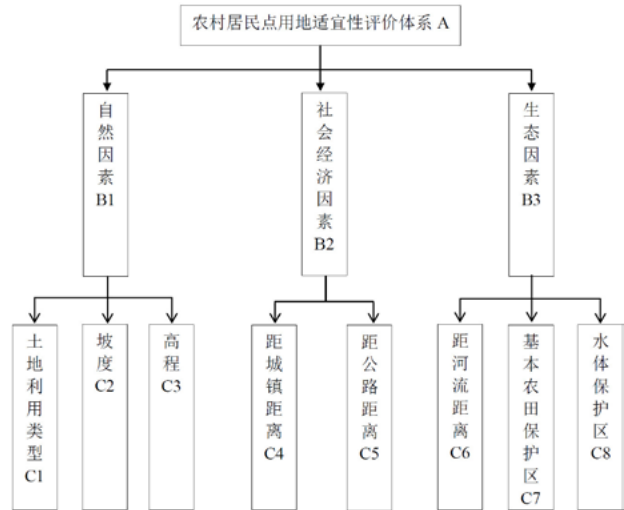 农村居民点用地适宜性评价体系 A
自然因素B1
社会经济因素B2
生态因素B3
土地利用类型C1
坡度C2
高程C3
距城镇距离C4
距公路距离C5
距河流距离C6
基本农田保护区C7
水体保护区C8